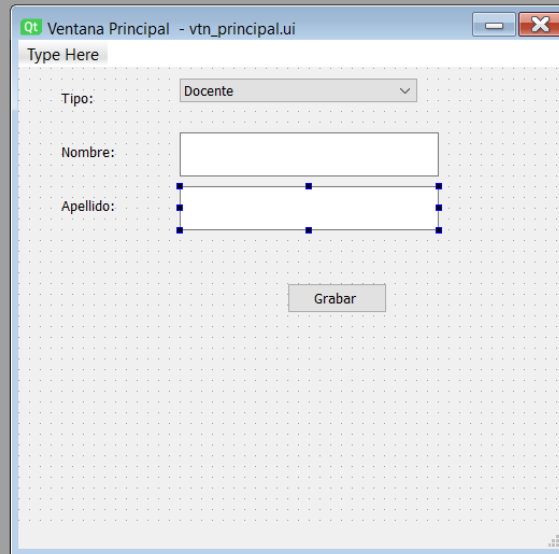 Qt Ventana Principal - vtn_principal.ui
Type Here
Tipo: Docente
Nombre:
Apellido:
Grabar